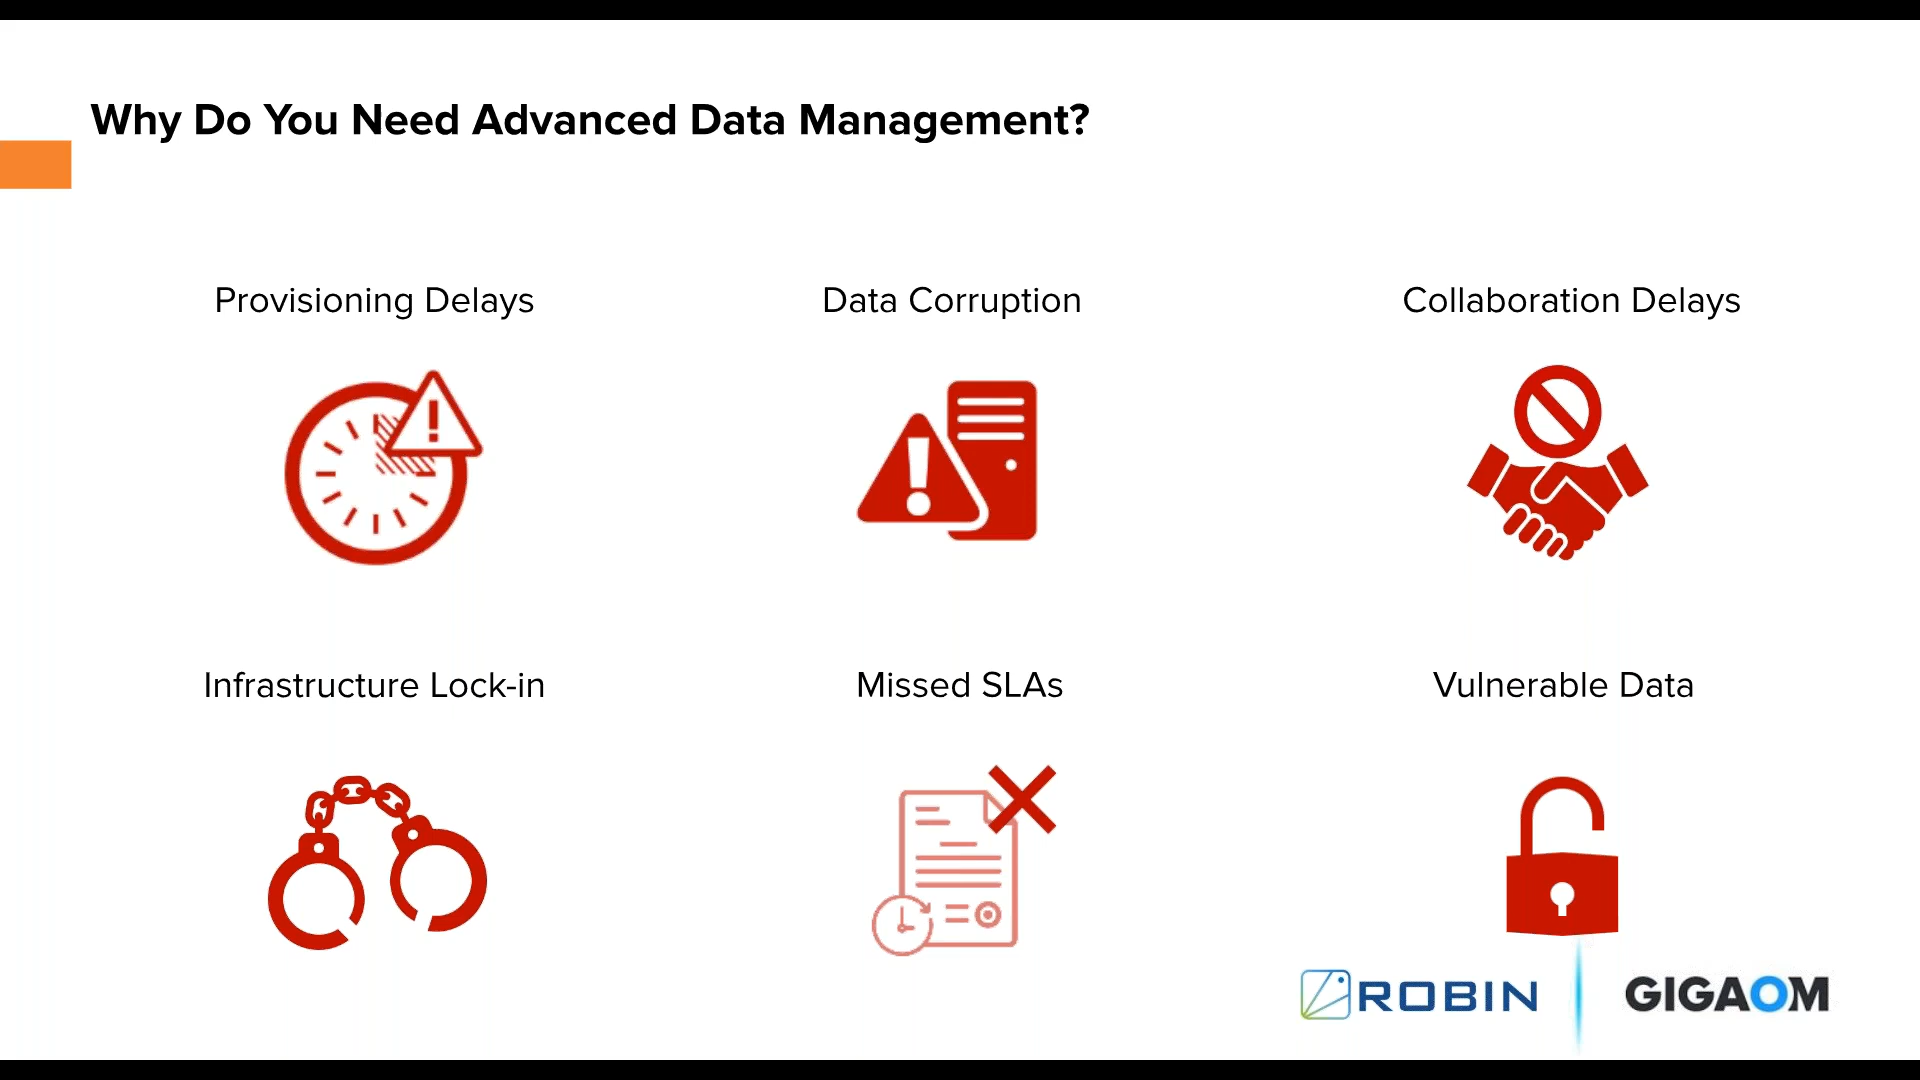 Why Do You Need Advanced Data Management?
Provisioning Delays
Data Corruption
Collaboration Delays
Infrastructure Lock-in
Missed SLAs
Vulnerable Data
ROBIN
GIGAOM